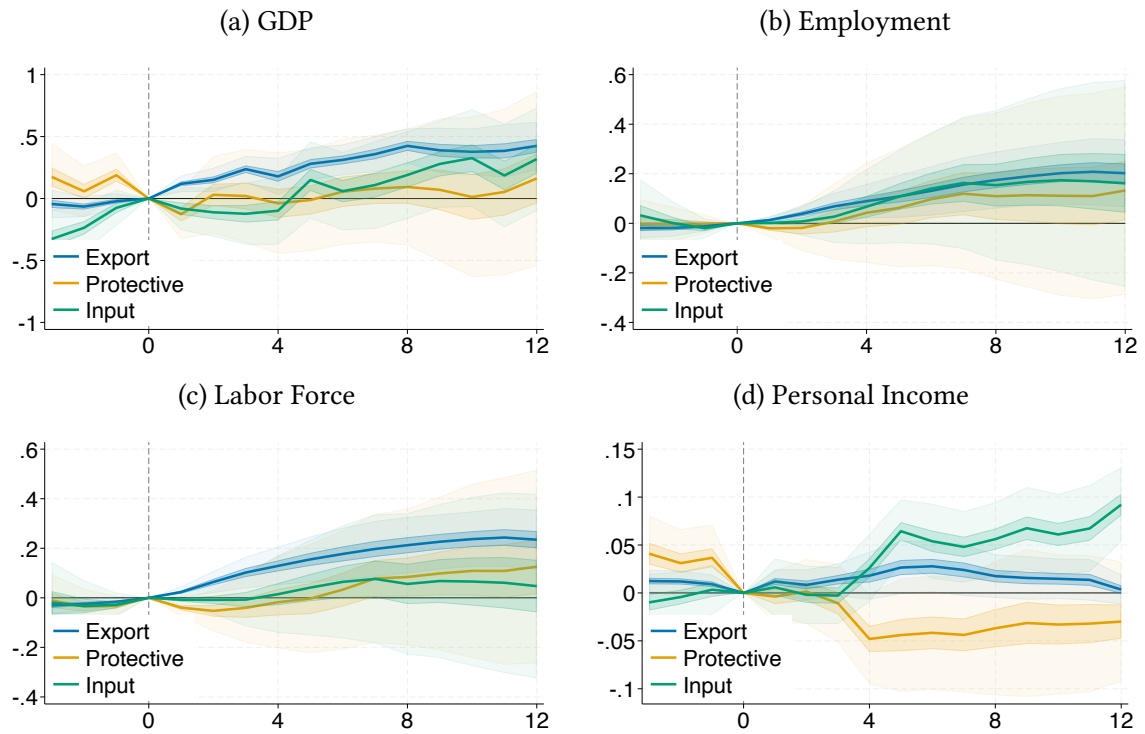 (a) GDP
1
.5
0
-.5
-1
Export
Protective
Input
0 4 8 12
(b) Employment
.6
.4
.2
0
-.2
-.4
Export
Protective
Input
0 4 8 12
(c) Labor Force
.6
.4
.2
0
-.2
-.4
Export
Protective
Input
0 4 8 12
(d) Personal Income
.15
.1
.05
0
-.05
-.1
Export
Protective
Input
0 4 8 12